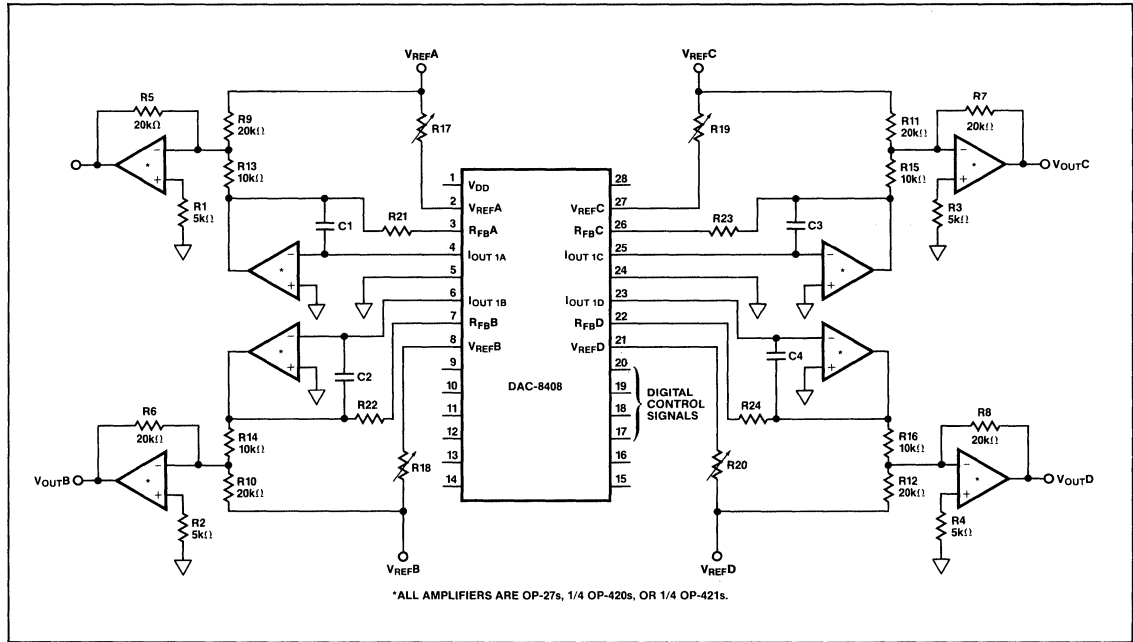 VREFA
VREFC
R5
20kΩ
R9
20kΩ
R17
R19
R11
20kΩ
R7
20kΩ
R13
10kΩ
R15
10kΩ
VOUTC
*
-
+
R1
5kΩ
R3
5kΩ
C1
R21
R23
C3
1 VDD
2 VREFA
3 RFBA
4 IOUT 1A
5
6 IOUT 1B
7 RFBB
8 VREFB
9
10
11
12
13
14
28
27 VREFC
26 RFBC
25 IOUT 1C
24
23 IOUT 1D
22 RFBD
21 VREFD
20
19
18
17
16
15
DAC-8408
DIGITAL
CONTROL
SIGNALS
C2
R22
C4
R24
R6
20kΩ
R14
10kΩ
R18
R20
R16
10kΩ
R8
20kΩ
VOUTB
R10
20kΩ
R12
20kΩ
VOUTD
R2
5kΩ
R4
5kΩ
VREFB
VREFD
*ALL AMPLIFIERS ARE OP-27s, 1/4 OP-420s, OR 1/4 OP-421s.